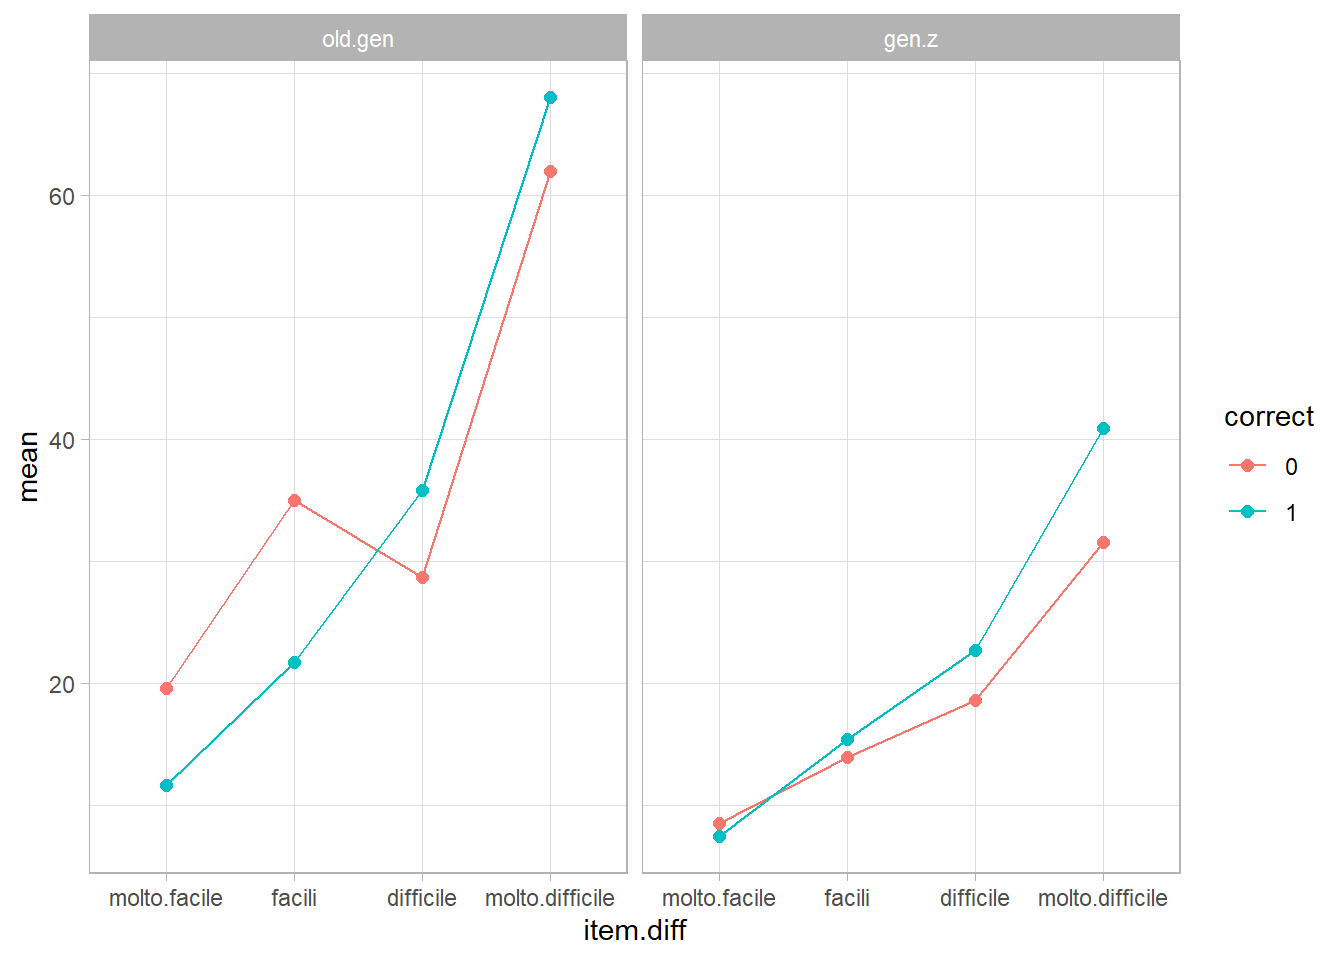 old.gen
gen.z
mean
60
40
20
molto.facile facili difficile molto.difficile
molto.facile facili difficile molto.difficile
item.diff
correct
0
1